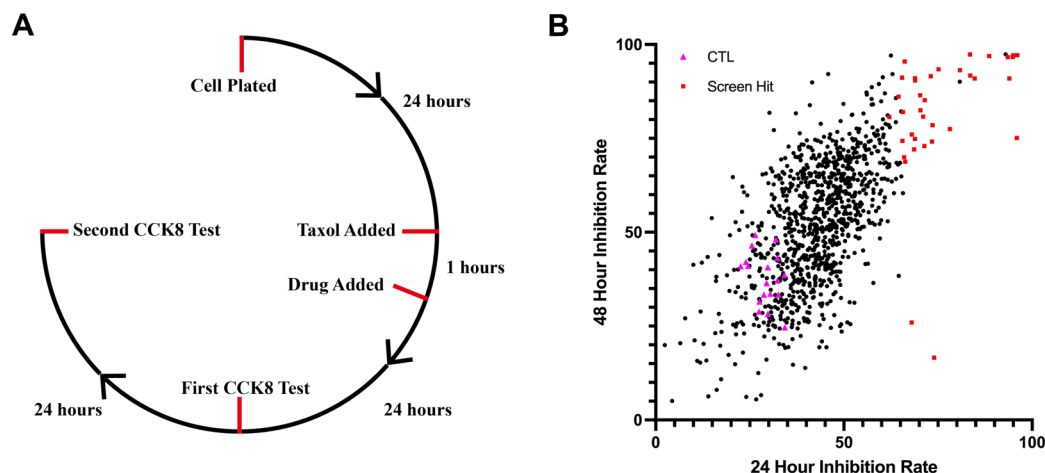 A
Cell Plated
24 hours
Taxol Added
1 hours
Drug Added
24 hours
First CCK8 Test
24 hours
Second CCK8 Test
B
CTL
Screen Hit
100
50
0
0
50
100
48 Hour Inhibition Rate
24 Hour Inhibition Rate